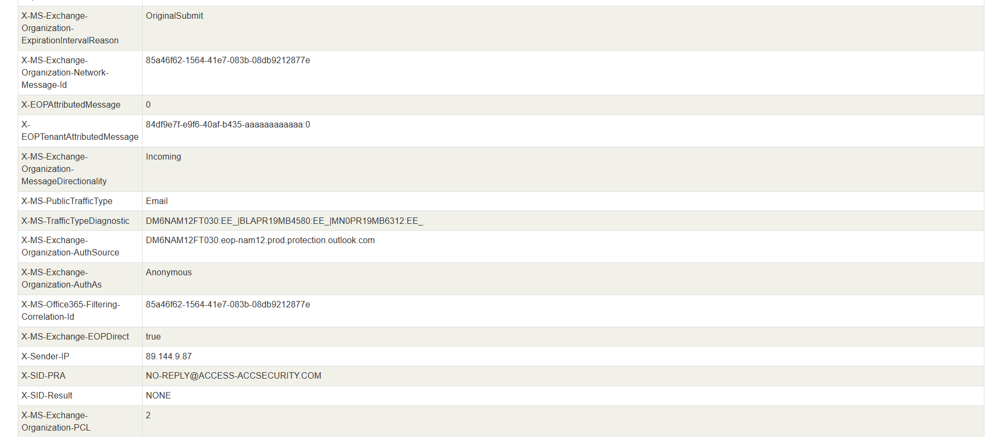 X-MS-Exchange-
Organization-
ExpirationIntervalReason
OriginalSubmit
X-MS-Exchange-
Organization-Network-
Message-Id
85a46f62-1564-41e7-083b-08db9212877e
X-EOPAttributedMessage
0
X-
EOPTenantAttributedMessage
84df9e7f-e9f6-40af-b435-aaaaaaaaaaaa:0
X-MS-Exchange-
Organization-
MessageDirectionality
Incoming
X-MS-PublicTrafficType
Email
X-MS-TrafficTypeDiagnostic
DM6NAM12FT030:EE_|BLAPR19MB4580:EE_|MN0PR19MB6312:EE_
X-MS-Exchange-
Organization-AuthSource
DM6NAM12FT030.eop-nam12.prod.protection.outlook.com
X-MS-Exchange-
Organization-AuthAs
Anonymous
X-MS-Office365-Filtering-
Correlation-Id
85a46f62-1564-41e7-083b-08db9212877e
X-MS-Exchange-EOPDirect
true
X-Sender-IP
89.144.9.87
X-SID-PRA
NO-REPLY@ACCESS-ACCSECURITY.COM
X-SID-Result
NONE
X-MS-Exchange-
Organization-PCL
2